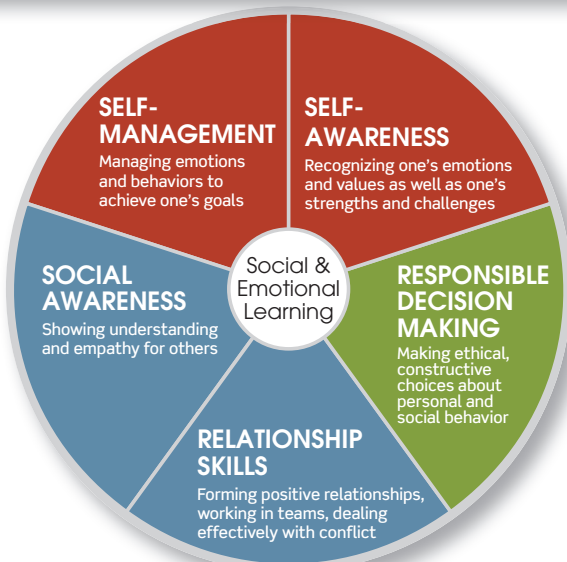 SELF-
MANAGEMENT
Managing emotions
and behaviors to
achieve one’s goals
SELF-
AWARENESS
Recognizing one’s emotions
and values as well as one’s
strengths and challenges
SOCIAL
AWARENESS
Showing understanding
and empathy for others
Social &
Emotional
Learning
RESPONSIBLE
DECISION
MAKING
Making ethical,
constructive
choices about
personal and
social behavior
RELATIONSHIP
SKILLS
Forming positive relationships,
working in teams, dealing
effectively with conflict